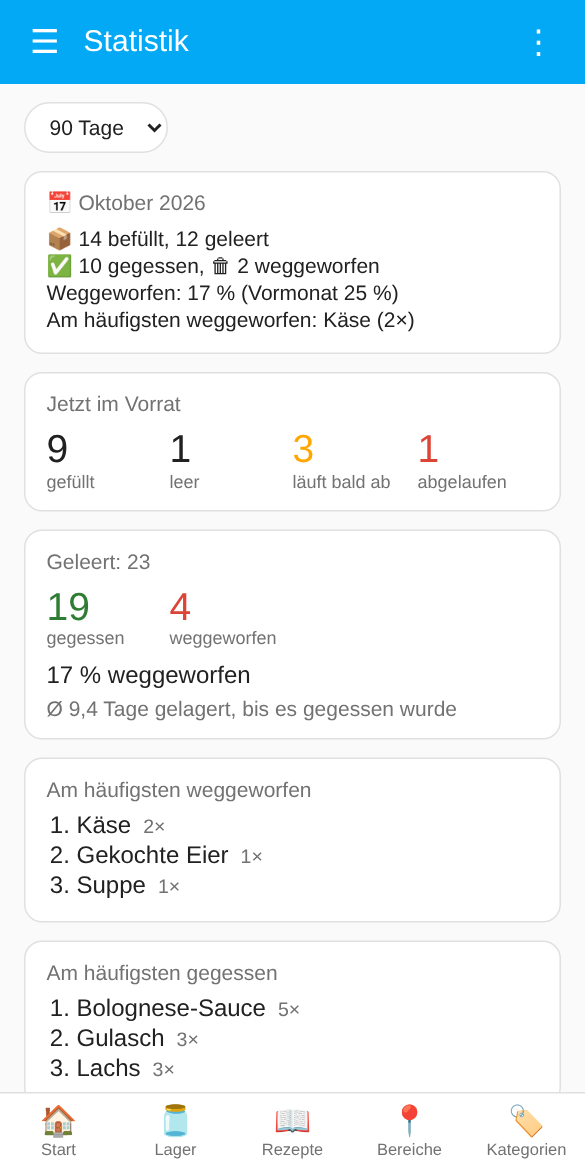 ☰ Statistik ⋮
90 Tage
📅 Oktober 2026
📦 14 befüllt, 12 geleert
✅ 10 gegessen, 🗑 2 weggeworfen
Weggeworfen: 17 % (Vormonat 25 %)
Am häufigsten weggeworfen: Käse (2×)
Jetzt im Vorrat
9 1 3 1
gefüllt leer läuft bald ab abgelaufen
Geleert: 23
19 4
gegessen weggeworfen
17 % weggeworfen
Ø 9,4 Tage gelagert, bis es gegessen wurde
Am häufigsten weggeworfen
1. Käse 2×
2. Gekochte Eier 1×
3. Suppe 1×
Am häufigsten gegessen
1. Bolognese-Sauce 5×
2. Gulasch 3×
3. Lachs 3×
Start Lager Rezepte Bereiche Kategorien